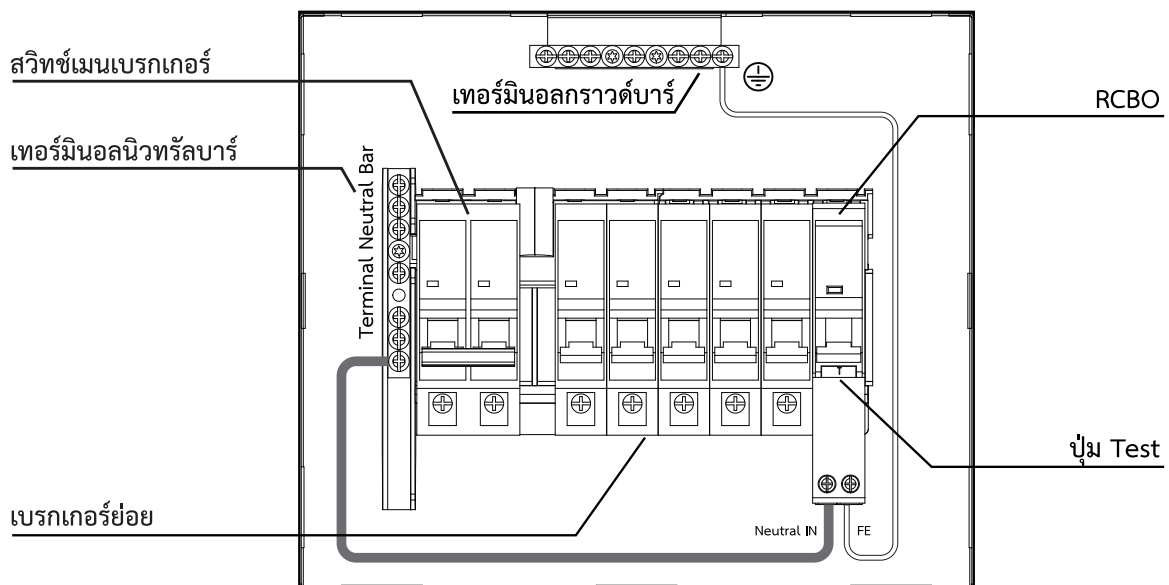 สวิทช์เมนเบรกเกอร์
เทอร์มินอลกราวด์บาร์
RCBO
เทอร์มินอลนิวทรัลบาร์
Terminal Neutral Bar
T
ปุ่ม Test
เบรกเกอร์ย่อย
Neutral IN
FE